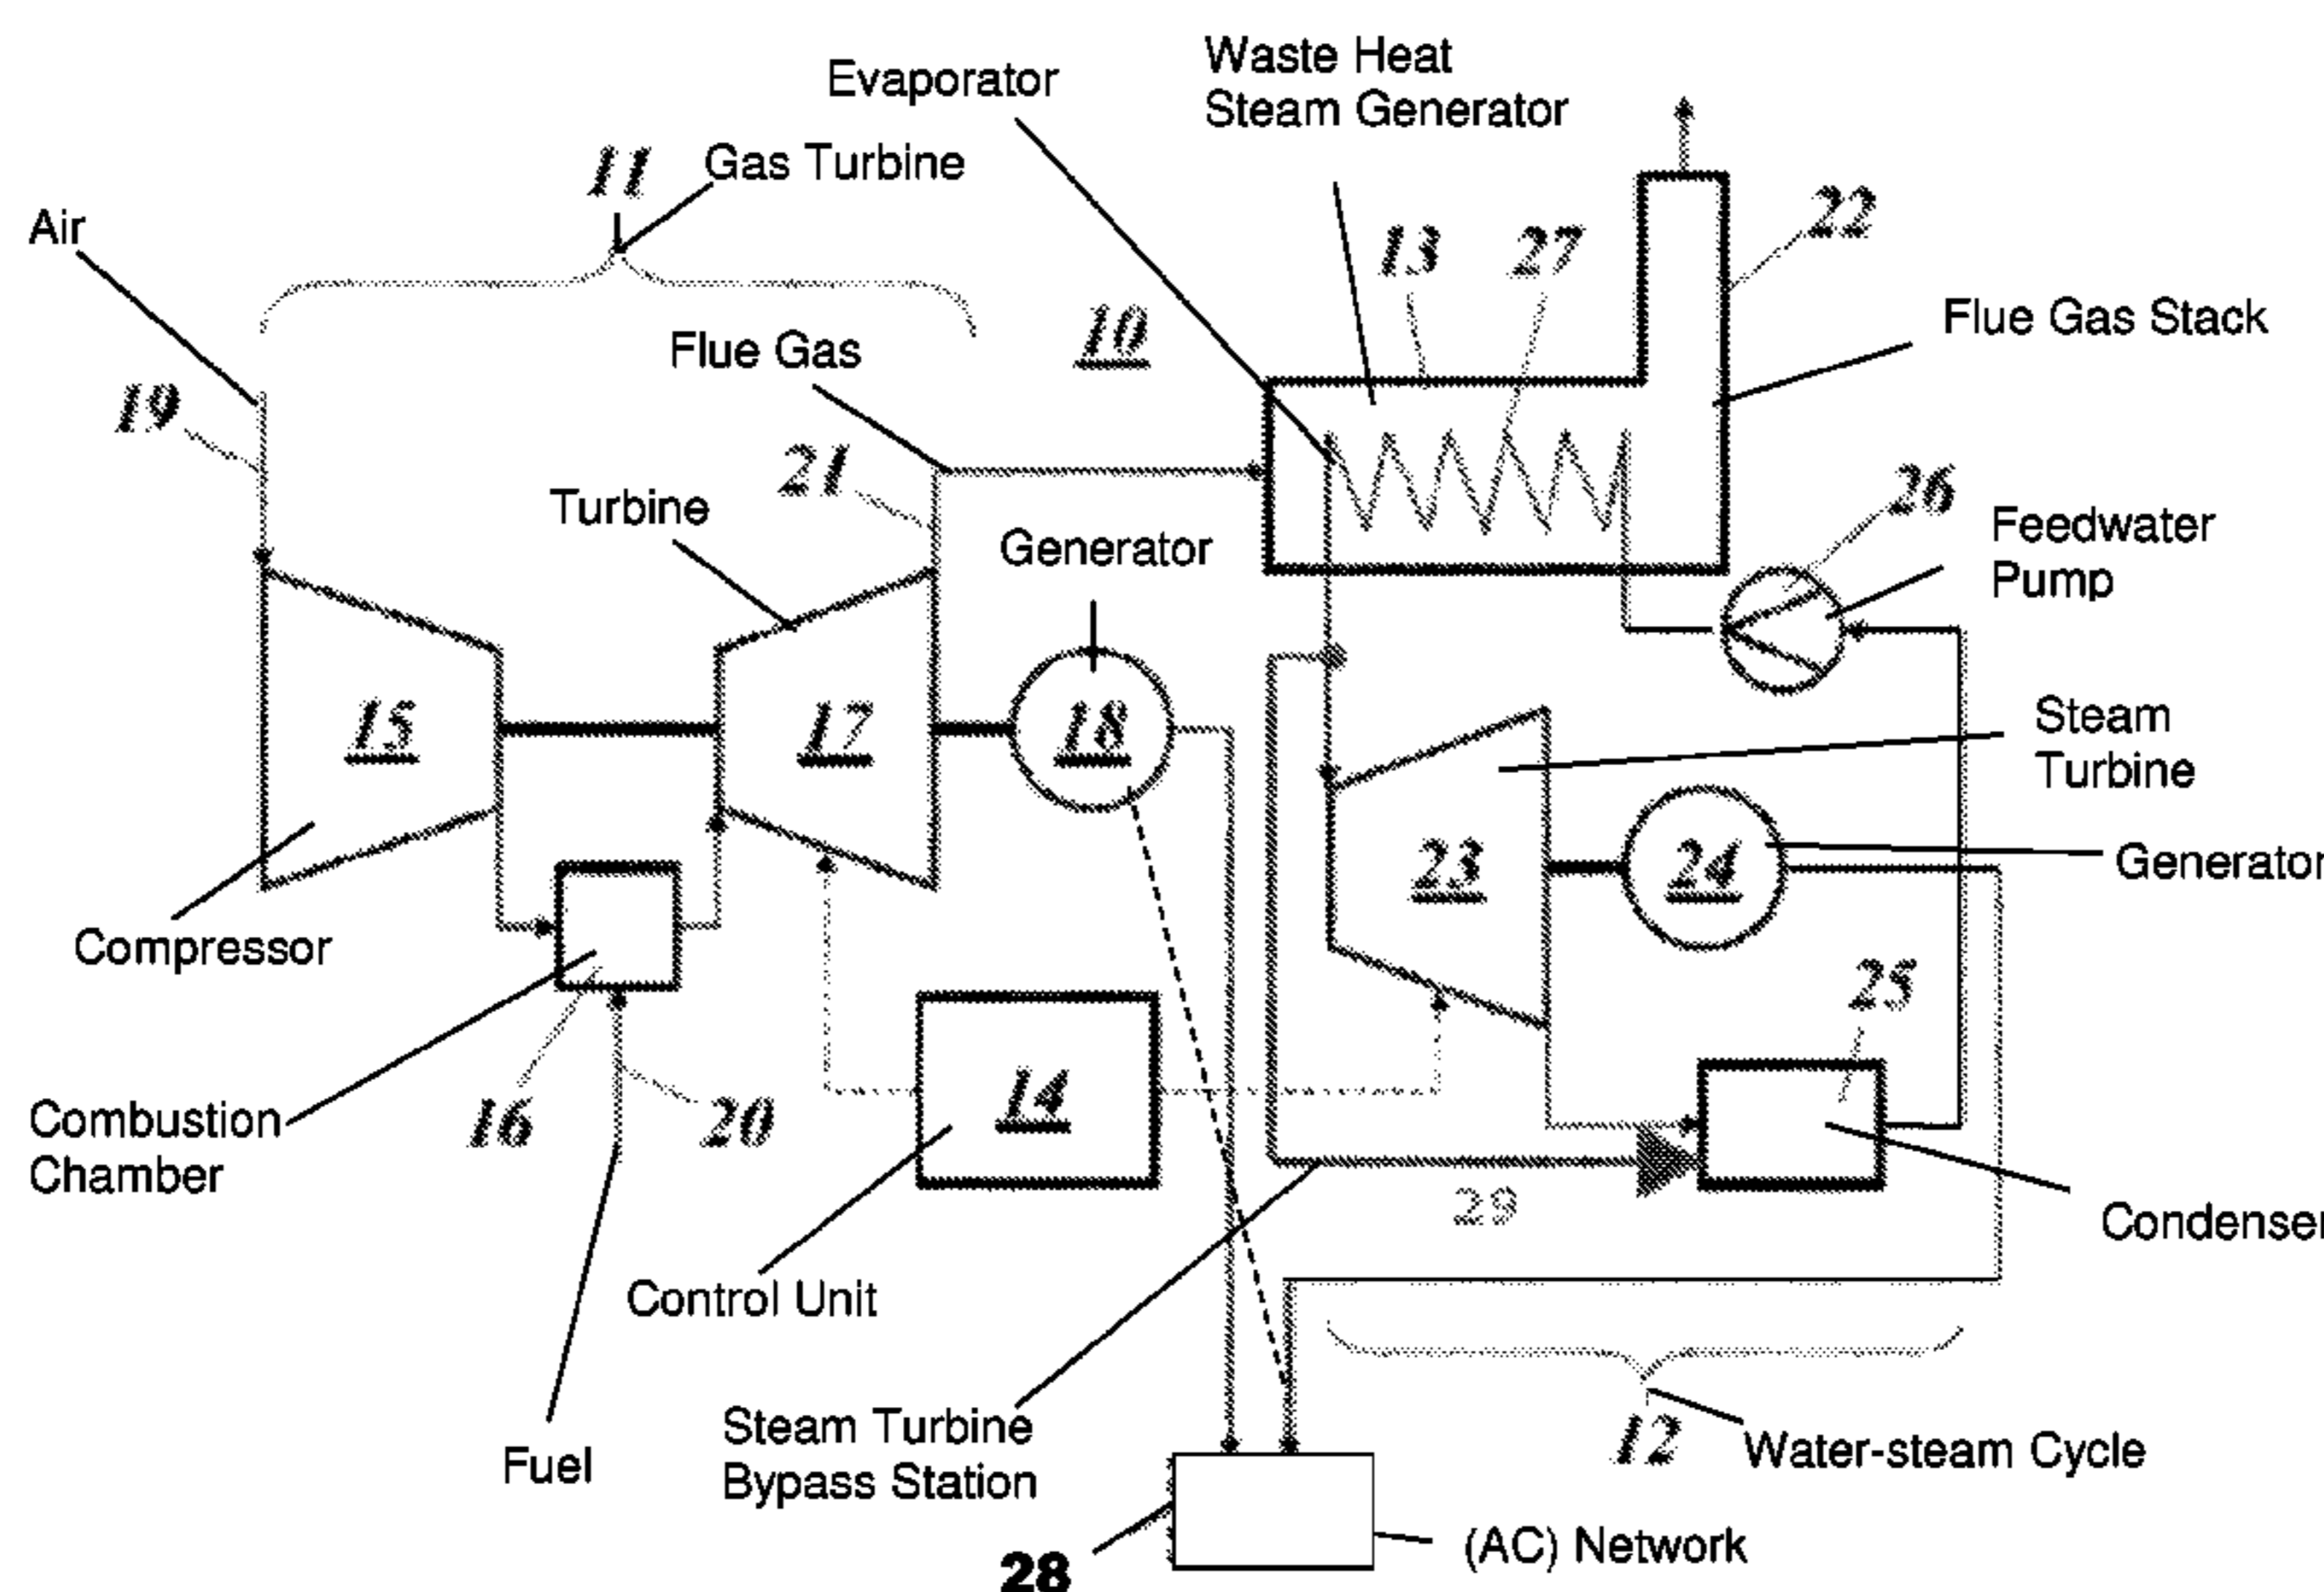 Waste Heat
Steam Generator
Evaporator
11
Gas Turbine
Air
22
13
27
10
Flue Gas Stack
Flue Gas
19
21
Turbine
26
Generator
Feedwater
Pump
15
17
18
Steam
Turbine
23
24
Generator
Compressor
25
14
16
20
Combustion
Chamber
29
Condenser
Control Unit
Steam Turbine
Bypass Station
12
Water-steam Cycle
Fuel
28
(AC) Network